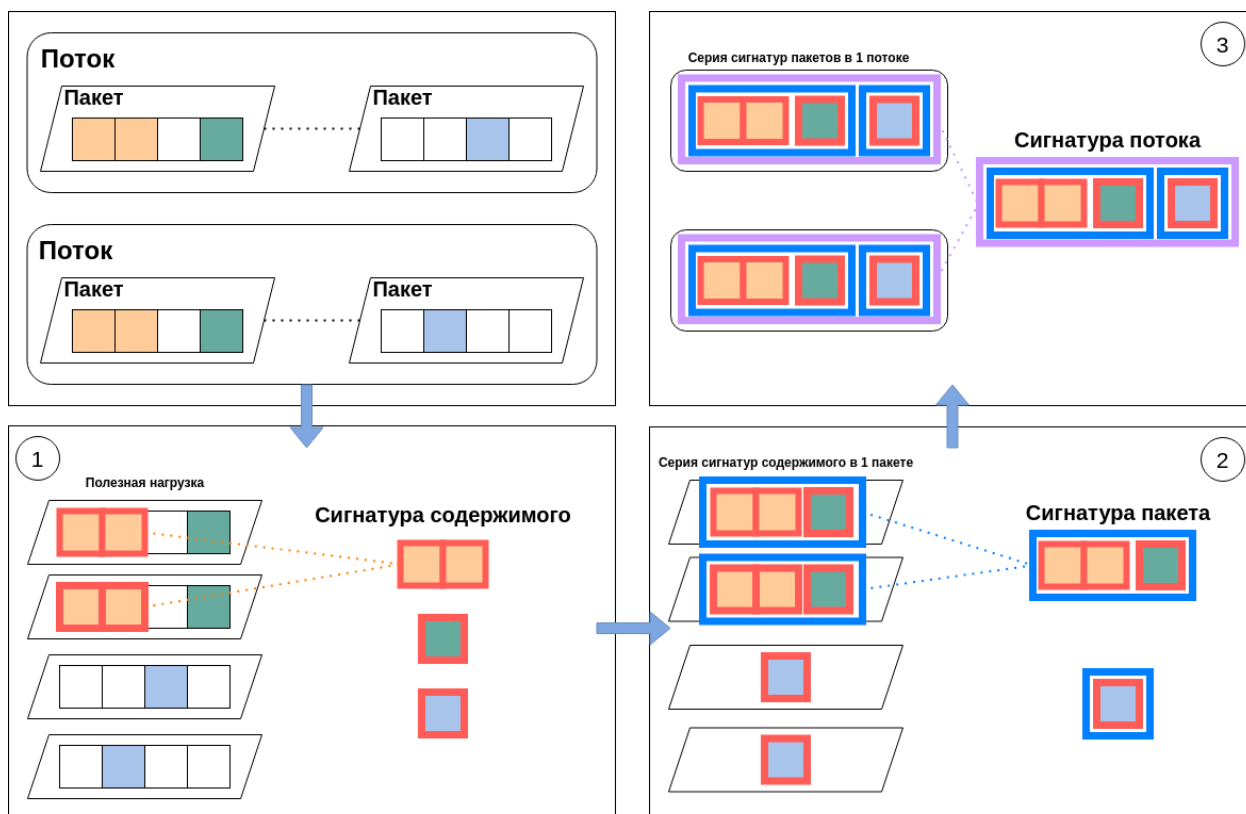 Поток
Пакет
Пакет
Поток
Пакет
Пакет
1
Полезная нагрузка
Сигнатура содержимого
2
Серия сигнатур содержимого в 1 пакете
Сигнатура пакета
3
Серия сигнатур пакетов в 1 потоке
Сигнатура потока